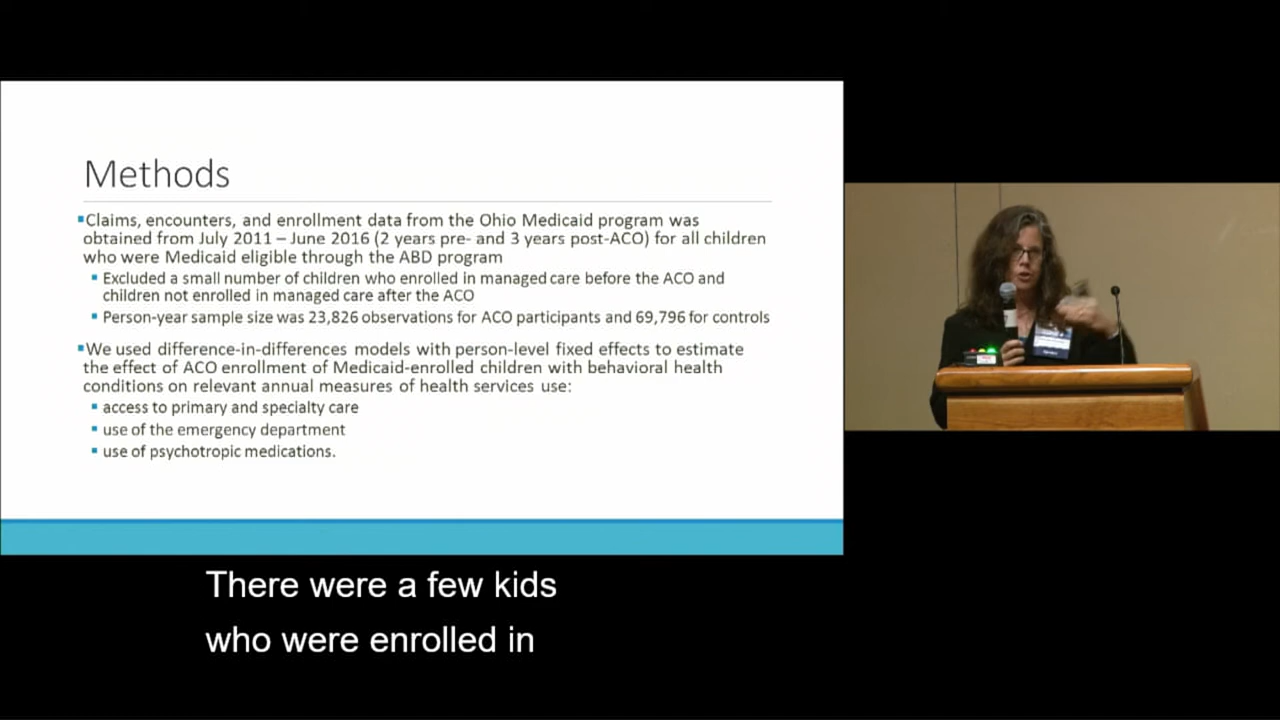 Methods
Claims, encounters, and enrollment data from the Ohio Medicaid program was
obtained from July 2011 – June 2016 (2 years pre- and 3 years post-ACO) for all children
who were Medicaid eligible through the ABD program
Excluded a small number of children who enrolled in managed care before the ACO and
children not enrolled in managed care after the ACO
Person-year sample size was 23,826 observations for ACO participants and 69,796 for controls
We used difference-in-differences models with person-level fixed effects to estimate
the effect of ACO enrollment of Medicaid-enrolled children with behavioral health
conditions on relevant annual measures of health services use:
access to primary and specialty care
use of the emergency department
use of psychotropic medications.
There were a few kids
who were enrolled in